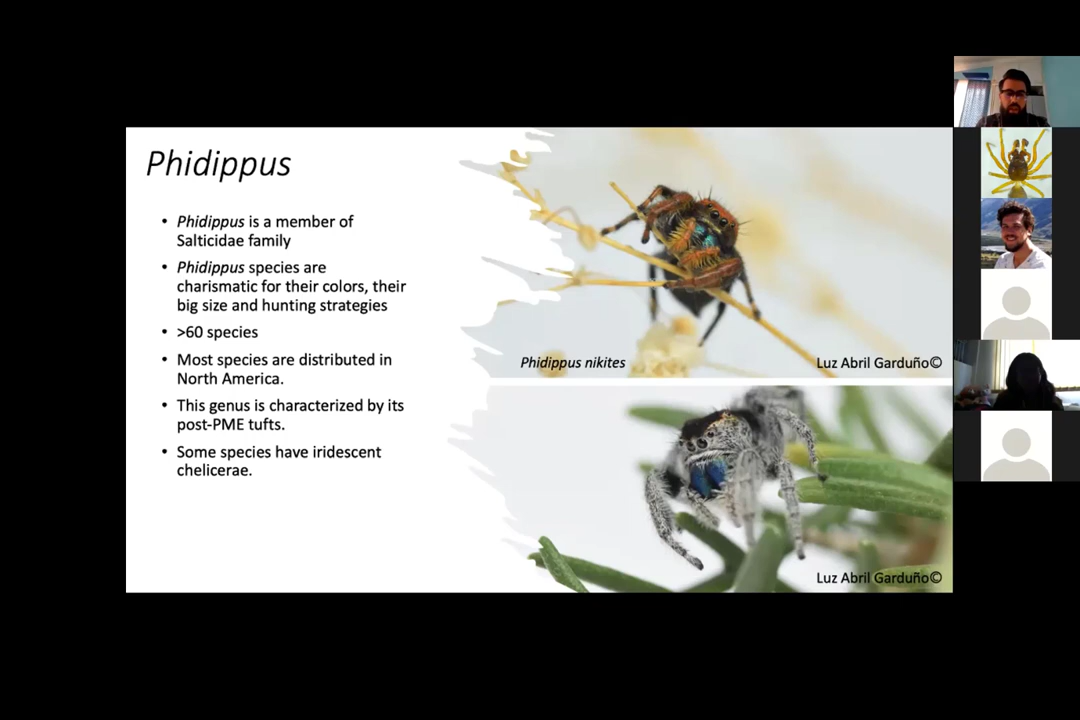 Phidippus
• Phidippus is a member of
Salticidae family
• Phidippus species are
charismatic for their colors, their
big size and hunting strategies
• >60 species
• Most species are distributed in
North America.
• This genus is characterized by its
post-PME tufts.
• Some species have iridescent
chelicerae.
Phidippus nikites
Luz Abril Garduño©
Luz Abril Garduño©